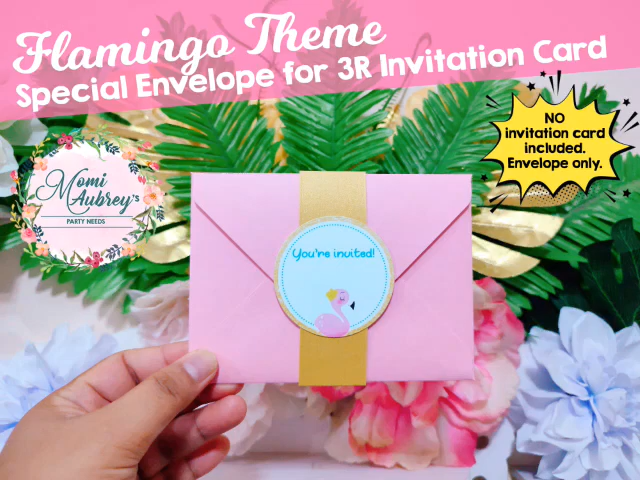 Flamingo Theme
Special Envelope for 3R Invitation Card
NO
invitation card
included.
Envelope only.
Momi
Aubrey's
PARTY NEEDS
You're invited!